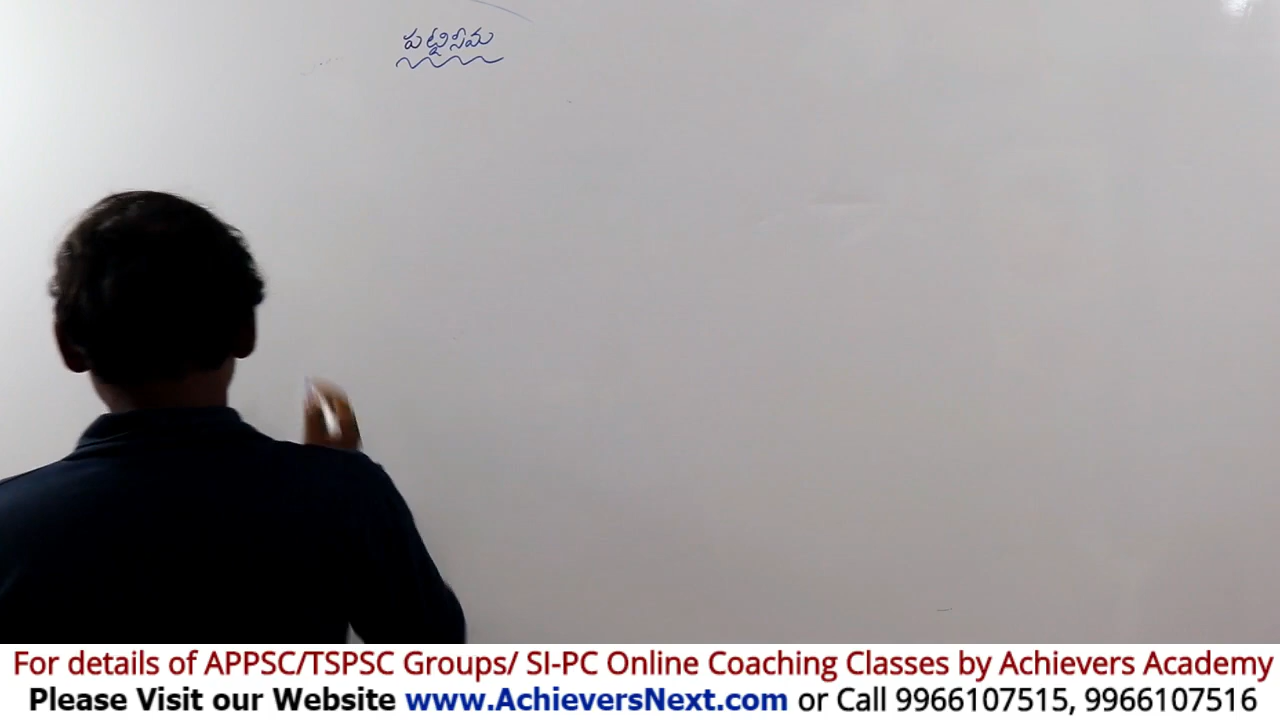 పట్టిసీమ
For details of APPSC/TSPSC Groups/ SI-PC Online Coaching Classes by Achievers Academy
Please Visit our Website www.AchieversNext.com or Call 9966107515, 9966107516